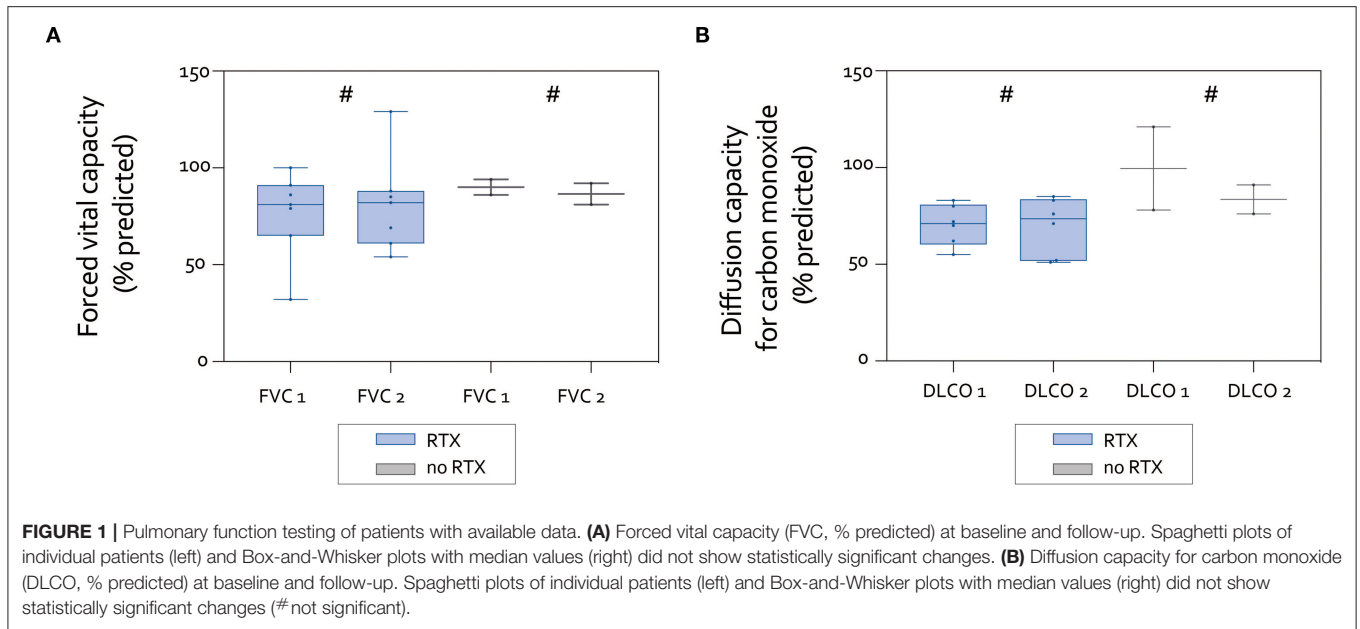 A
Forced vital capacity
(% predicted)
150
100
50
0
#
#
FVC 1
FVC 2
FVC 1
FVC 2
RTX
no RTX
B
Diffusion capacity
for carbon monoxide
(% predicted)
150
100
50
0
#
#
DLCO 1
DLCO 2
DLCO 1
DLCO 2
RTX
no RTX
FIGURE 1 | Pulmonary function testing of patients with available data. (A) Forced vital capacity (FVC, % predicted) at baseline and follow-up. Spaghetti plots of
individual patients (left) and Box-and-Whisker plots with median values (right) did not show statistically significant changes. (B) Diffusion capacity for carbon monoxide
(DLCO, % predicted) at baseline and follow-up. Spaghetti plots of individual patients (left) and Box-and-Whisker plots with median values (right) did not show
statistically significant changes (#not significant).